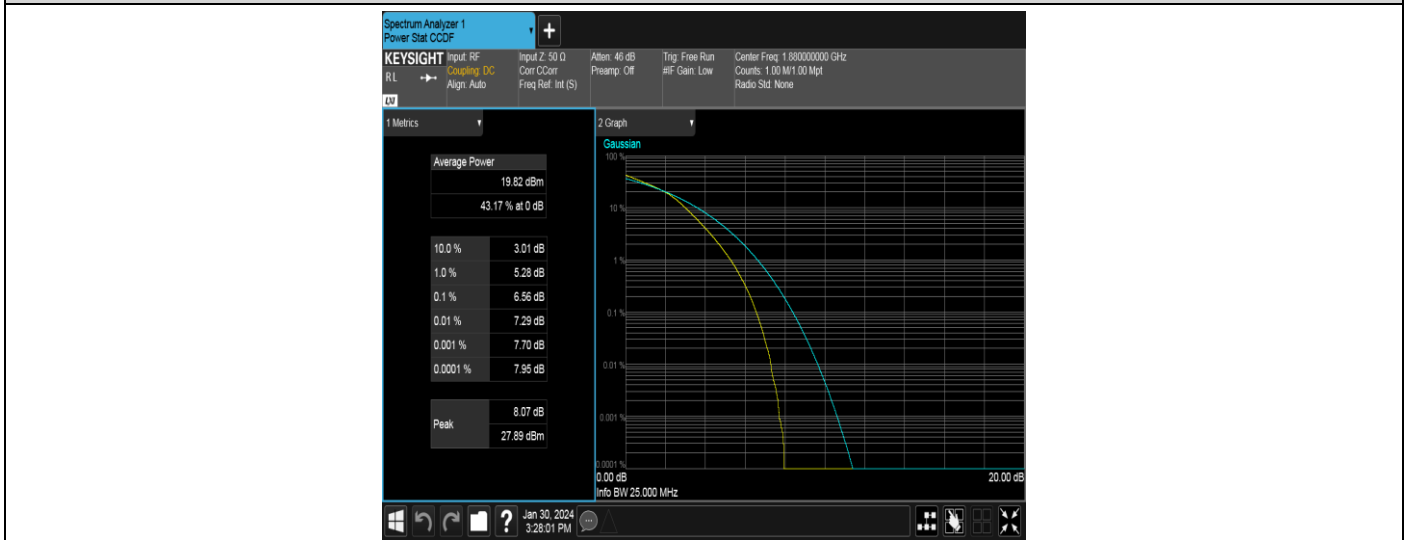 Spectrum Analyzer 1
Power Stat CCDF
+
KEYSIGHT Input: RF Input Z: 50 Ω Atten: 46 dB Trig: Free Run Center Freq: 1.880000000 GHz
RL Coupling: DC Corr CCorr Preamp: Off #IF Gain: Low Counts: 1.00 M/1.00 Mpt
Align: Auto Freq Ref: Int (S) Radio Std: None
LXI
1 Metrics
Average Power
19.82 dBm
43.17 % at 0 dB
10.0 % 3.01 dB
1.0 % 5.28 dB
0.1 % 6.56 dB
0.01 % 7.29 dB
0.001 % 7.70 dB
0.0001 % 7.95 dB
Peak 8.07 dB
27.89 dBm
2 Graph
Gaussian
100 %
10 %
1 %
0.1 %
0.01 %
0.001 %
0.0001 %
0.00 dB 20.00 dB
Info BW 25.000 MHz
? Jan 30, 2024
3:28:01 PM